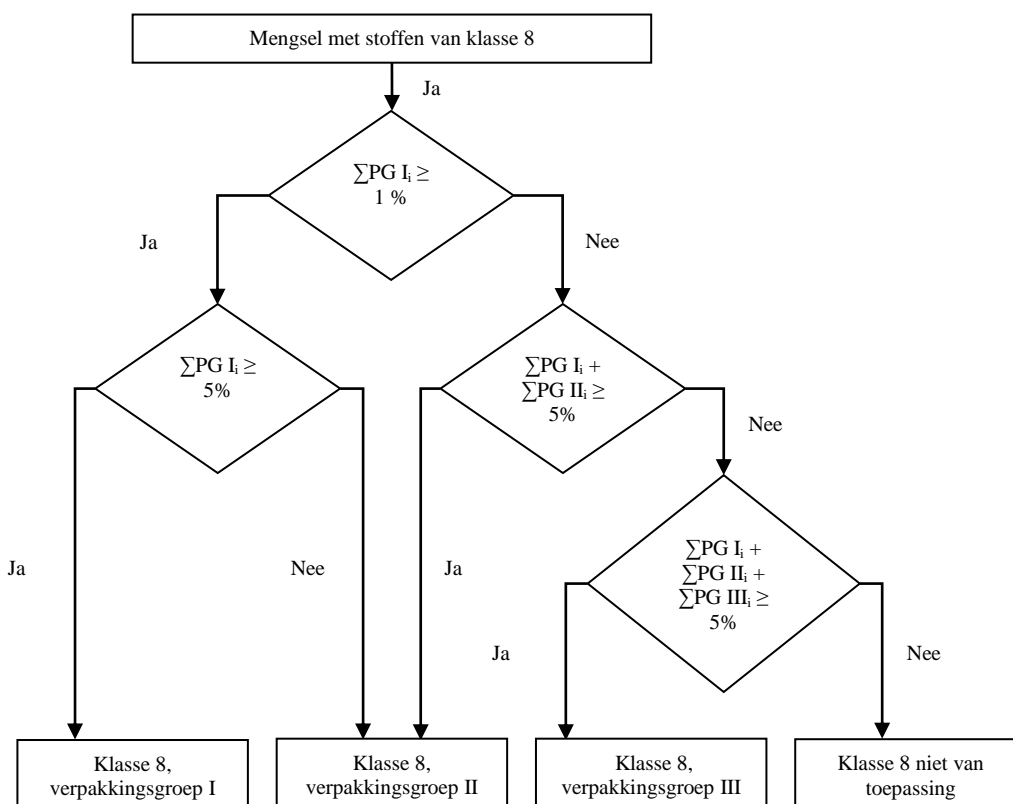 Mengsel met stoffen van klasse 8
Ja
∑PG Iᵢ ≥
1 %
Ja
Nee
∑PG Iᵢ ≥
5%
∑PG Iᵢ +
∑PG IIᵢ ≥
5%
Nee
∑PG Iᵢ +
∑PG IIᵢ +
∑PG IIIᵢ ≥
5%
Ja
Nee
Ja
Ja
Nee
Klasse 8,
verpakkingsgroep I
Klasse 8,
verpakkingsgroep II
Klasse 8,
verpakkingsgroep III
Klasse 8 niet van
toepassing